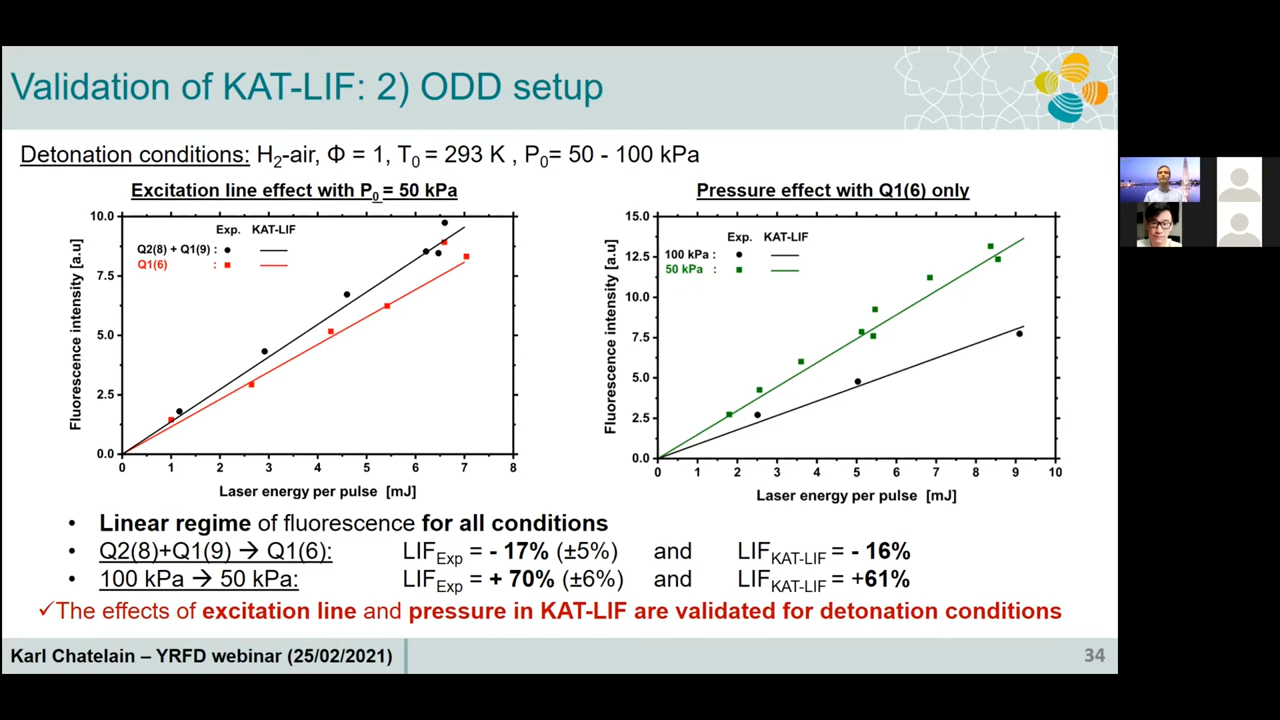 Validation of KAT-LIF: 2) ODD setup
Detonation conditions: H2-air, Φ = 1, T0 = 293 K , P0= 50 - 100 kPa
Excitation line effect with P0 = 50 kPa
Exp. KAT-LIF
Q2(8) + Q1(9) :
Q1(6) :
Fluorescence intensity [a.u]
10.0
7.5
5.0
2.5
0.0
0 1 2 3 4 5 6 7 8
Laser energy per pulse [mJ]
Pressure effect with Q1(6) only
Exp. KAT-LIF
100 kPa :
50 kPa :
Fluorescence intensity [a.u]
15.0
12.5
10.0
7.5
5.0
2.5
0.0
0 1 2 3 4 5 6 7 8 9 10
Laser energy per pulse [mJ]
• Linear regime of fluorescence for all conditions
• Q2(8)+Q1(9) → Q1(6): LIFExp = - 17% (±5%) and LIFKAT-LIF = - 16%
• 100 kPa → 50 kPa: LIFExp = + 70% (±6%) and LIFKAT-LIF = +61%
✓The effects of excitation line and pressure in KAT-LIF are validated for detonation conditions
Karl Chatelain – YRFD webinar (25/02/2021)
34